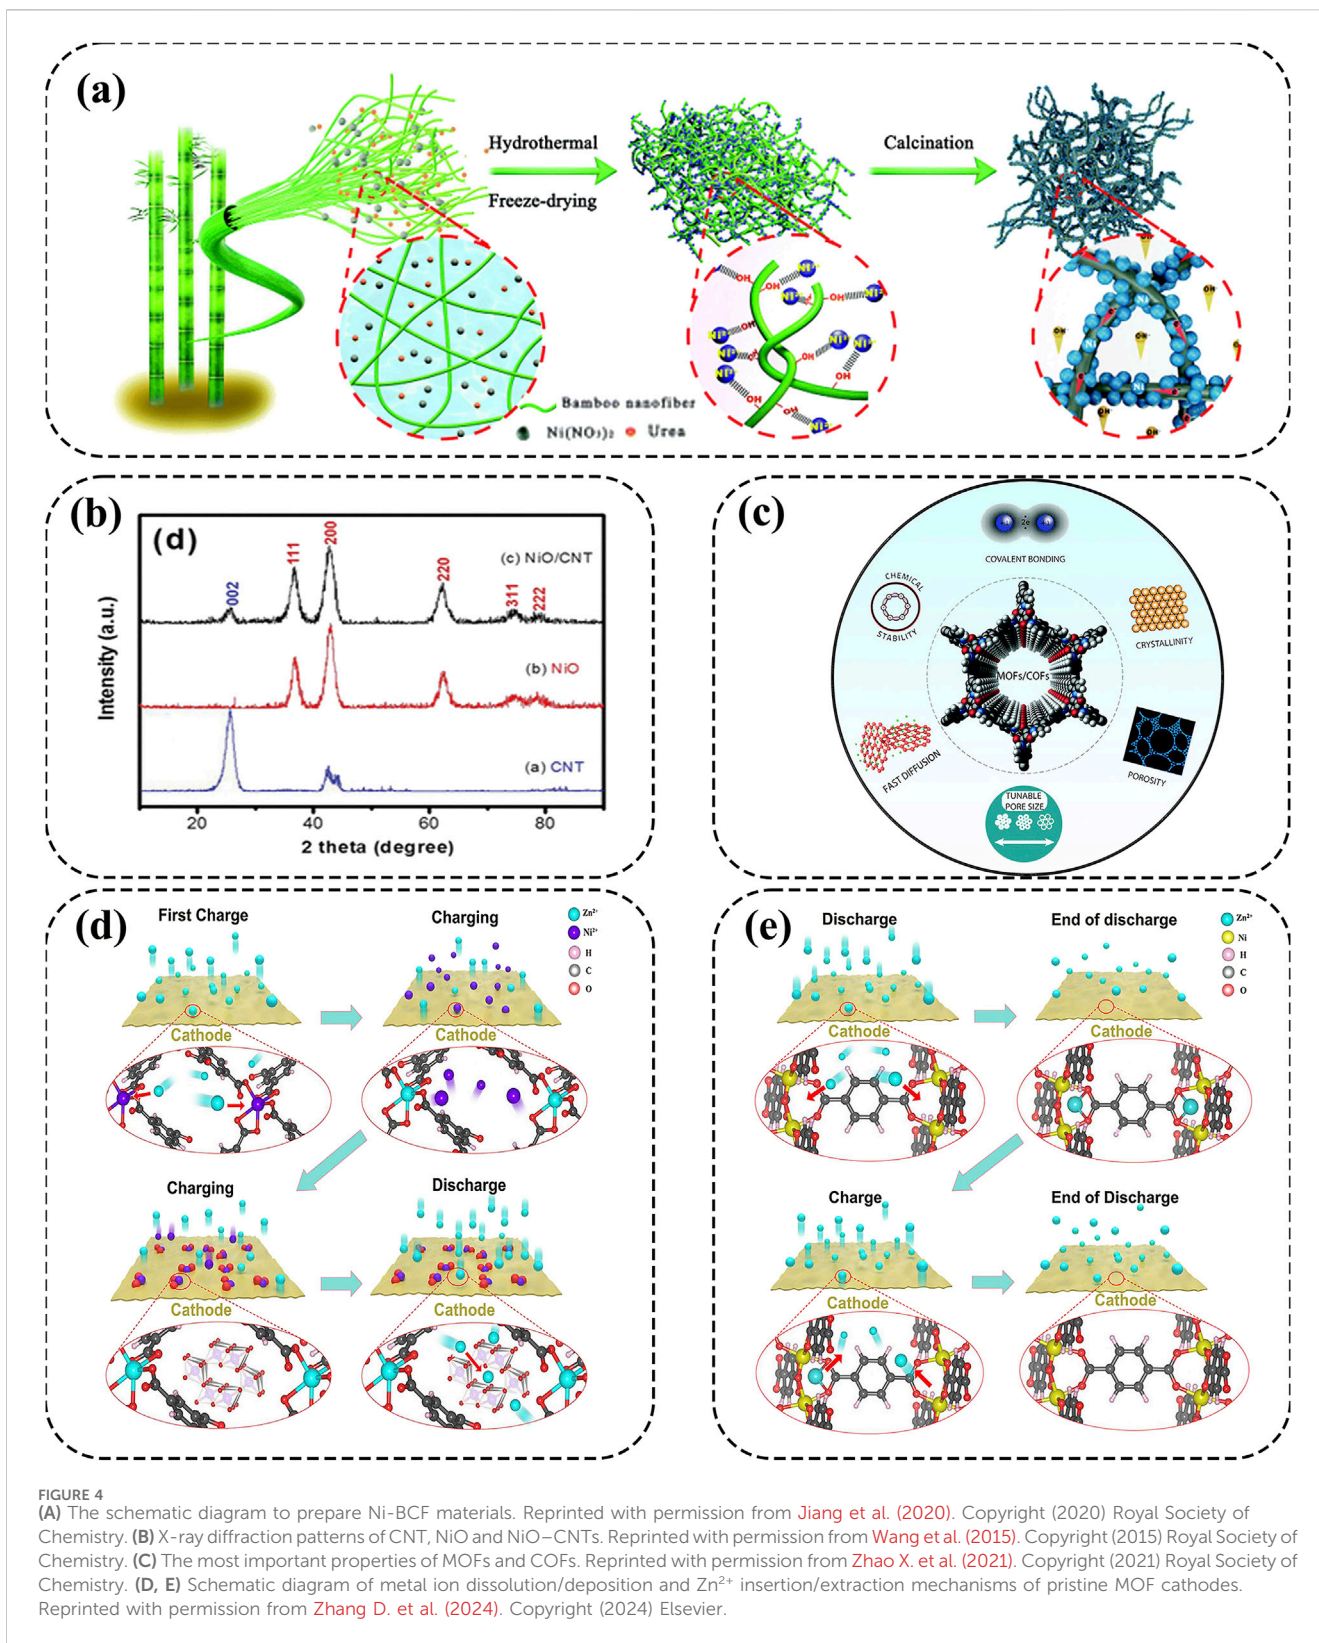 (a)
Hydrothermal
Freeze-drying
Calcination
OH
Ni
Bamboo nanofiber
Ni(NO₃)₂
Urea
(b)
(d)
Intensity (a.u.)
002
111
200
220
311
222
(c) NiO/CNT
(b) NiO
(a) CNT
20
40
60
80
2 theta (degree)
(c)
2e
COVALENT BONDING
CHEMICAL
STABILITY
CRYSTALLINITY
MOFs/COFs
FAST DIFFUSION
POROSITY
TUNABLE
PORE SIZE
(d)
First Charge
Charging
Zn²⁺
Ni²⁺
H
C
O
Cathode
Cathode
Charging
Discharge
Cathode
Cathode
(e)
Discharge
End of discharge
Zn²⁺
Ni
H
C
O
Cathode
Cathode
Charge
End of Discharge
Cathode
Cathode
FIGURE 4
(A) The schematic diagram to prepare Ni-BCF materials. Reprinted with permission from Jiang et al. (2020). Copyright (2020) Royal Society of
Chemistry. (B) X-ray diffraction patterns of CNT, NiO and NiO–CNTs. Reprinted with permission from Wang et al. (2015). Copyright (2015) Royal Society of
Chemistry. (C) The most important properties of MOFs and COFs. Reprinted with permission from Zhao X. et al. (2021). Copyright (2021) Royal Society of
Chemistry. (D, E) Schematic diagram of metal ion dissolution/deposition and Zn²⁺ insertion/extraction mechanisms of pristine MOF cathodes.
Reprinted with permission from Zhang D. et al. (2024). Copyright (2024) Elsevier.